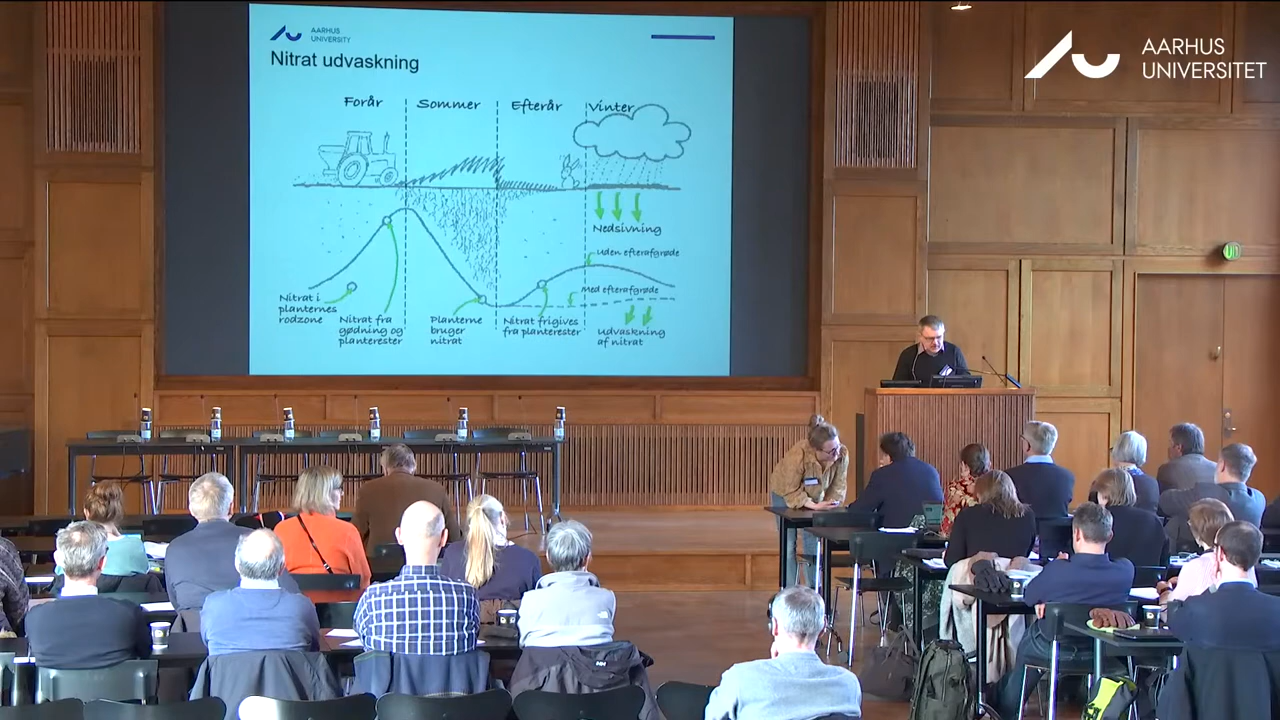 AARHUS
UNIVERSITY
Nitrat udvaskning
Forår
Sommer
Efterår
Vinter
Nedsivning
uden efterafgrøde
Med efterafgrøde
Nitrat i
planternes
rodzone
Nitrat fra
gødning og
planterester
Planterne
bruger
nitrat
Nitrat frigives
fra planterester
Udvaskning
af nitrat
AARHUS
UNIVERSITET